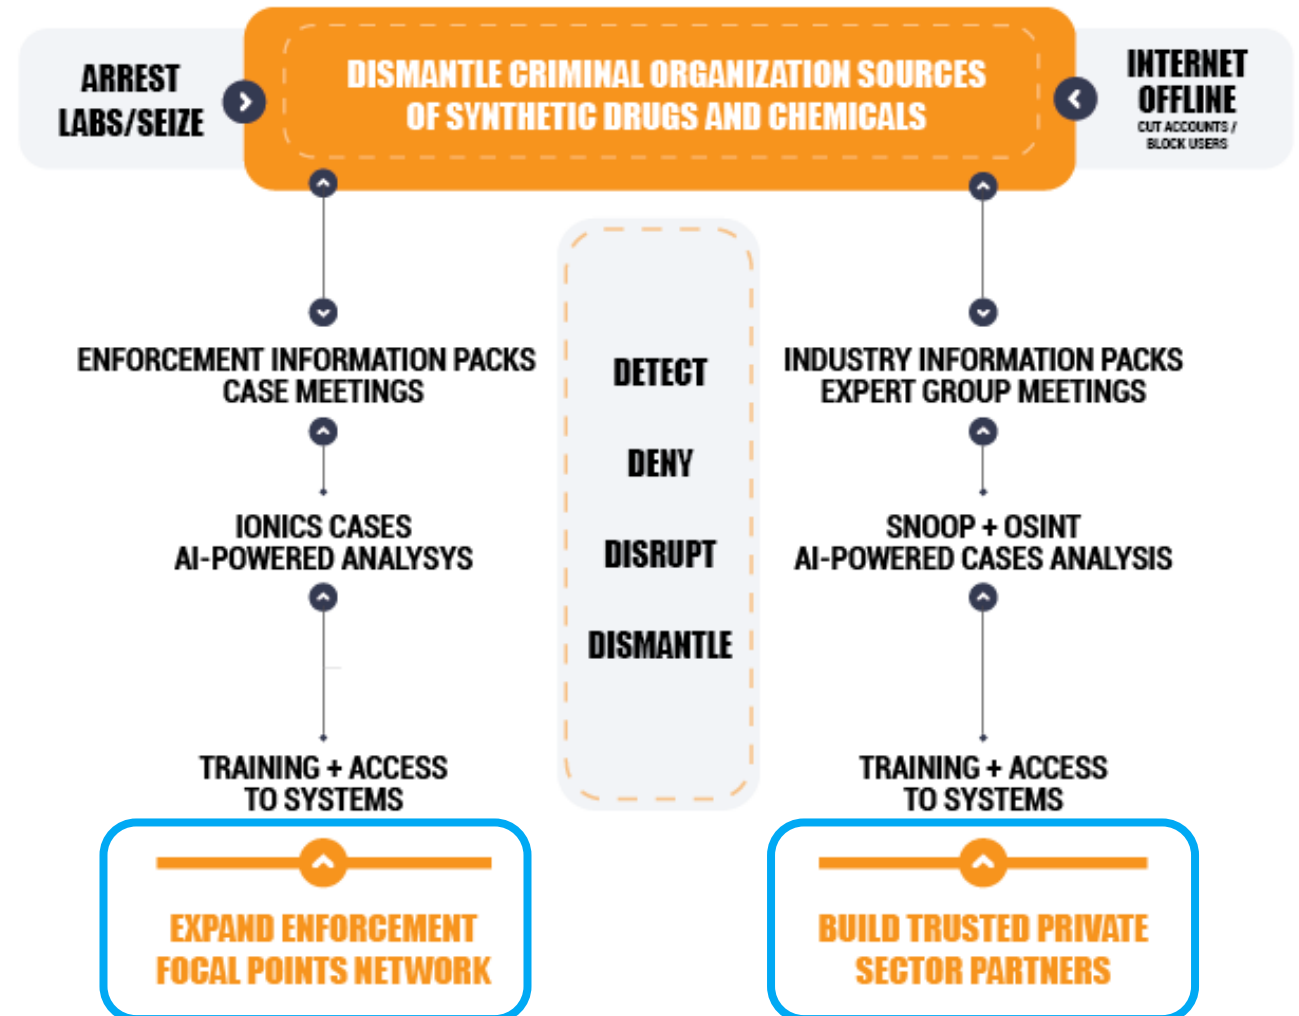 ARREST
LABS/SEIZE
DISMANTLE CRIMINAL ORGANIZATION SOURCES
OF SYNTHETIC DRUGS AND CHEMICALS
INTERNET
OFFLINE
CUT ACCOUNTS /
BLOCK USERS
ENFORCEMENT INFORMATION PACKS
CASE MEETINGS
IONICS CASES
AI-POWERED ANALYSYS
TRAINING + ACCESS
TO SYSTEMS
EXPAND ENFORCEMENT
FOCAL POINTS NETWORK
DETECT
DENY
DISRUPT
DISMANTLE
INDUSTRY INFORMATION PACKS
EXPERT GROUP MEETINGS
SNOOP + OSINT
AI-POWERED CASES ANALYSIS
TRAINING + ACCESS
TO SYSTEMS
BUILD TRUSTED PRIVATE
SECTOR PARTNERS